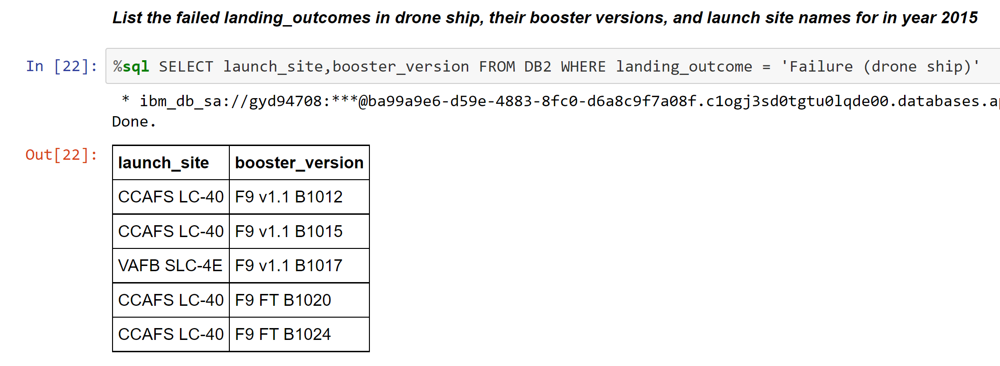 List the failed landing_outcomes in drone ship, their booster versions, and launch site names for in year 2015
In [22]: %sql SELECT launch_site,booster_version FROM DB2 WHERE landing_outcome = 'Failure (drone ship)'
* ibm_db_sa://gyd94708:***@ba99a9e6-d59e-4883-8fc0-d6a8c9f7a08f.c1ogj3sd0tgtu0lqde00.databases.ap
Done.
Out[22]:
launch_site booster_version
CCAFS LC-40 F9 v1.1 B1012
CCAFS LC-40 F9 v1.1 B1015
VAFB SLC-4E F9 v1.1 B1017
CCAFS LC-40 F9 FT B1020
CCAFS LC-40 F9 FT B1024